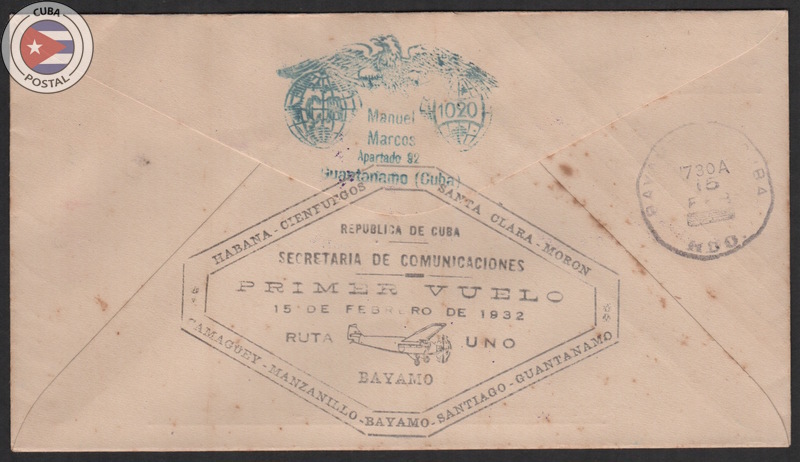 CUBA
POSTAL
1020
Manuel
Marcos
Apartado 92
Guantanamo (Cuba)
HABANA-CIENFUEGOS
SANTA CLARA-MORON
REPUBLICA DE CUBA
SECRETARIA DE COMUNICACIONES
PRIMER VUELO
15 DE FEBRERO DE 1932
RUTA UNO
BAYAMO
CAMAGUEY-MANZANILLO-BAYAMO-SANTIAGO-GUANTANAMO
730A
15